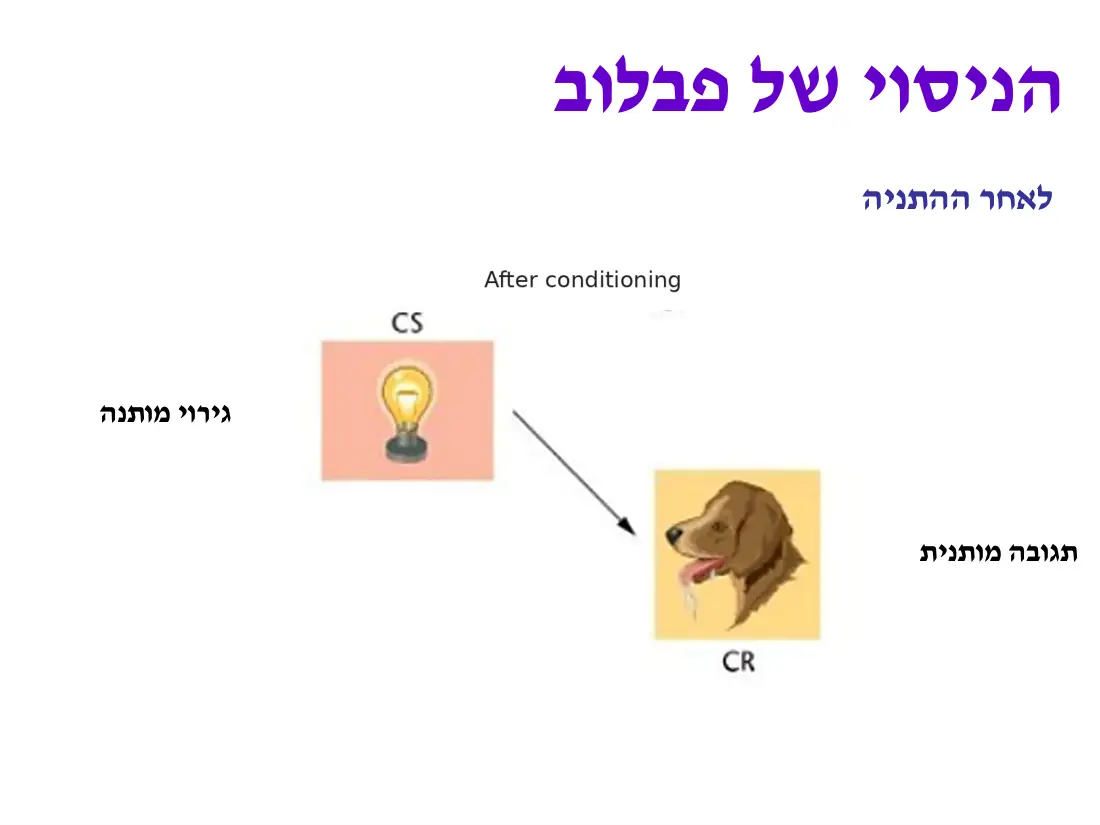 הניסוי של פבלוב
לאחר ההתניה
After conditioning
CS
גירוי מותנה
תגובה מותנית
CR